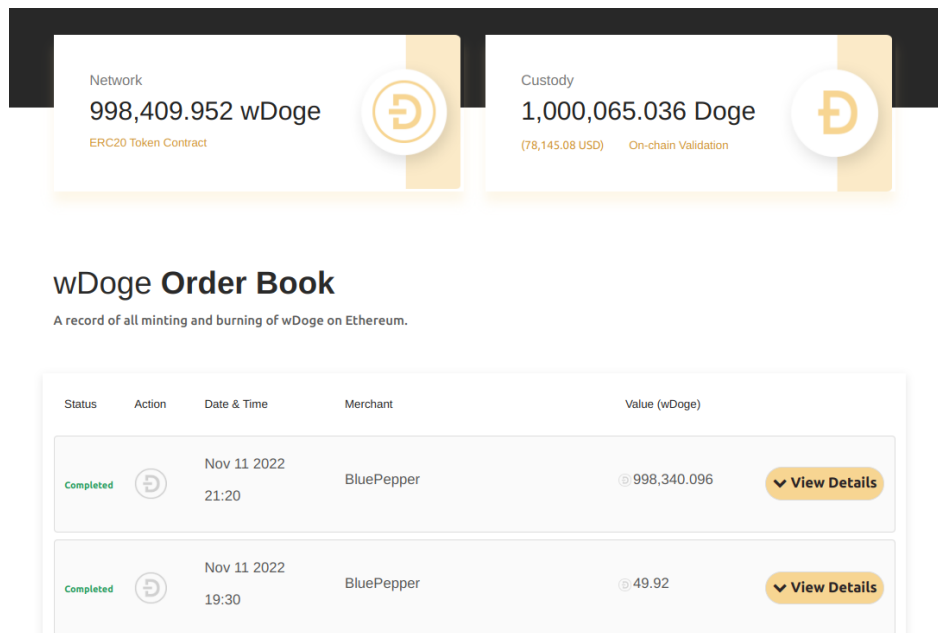 Network
998,409.952 wDoge
ERC20 Token Contract
Custody
1,000,065.036 Doge
(78,145.08 USD) On-chain Validation
wDoge Order Book
A record of all minting and burning of wDoge on Ethereum.
Status Action Date & Time Merchant Value (wDoge)
Completed Nov 11 2022 21:20 BluePepper 998,340.096 View Details
Completed Nov 11 2022 19:30 BluePepper 49.92 View Details